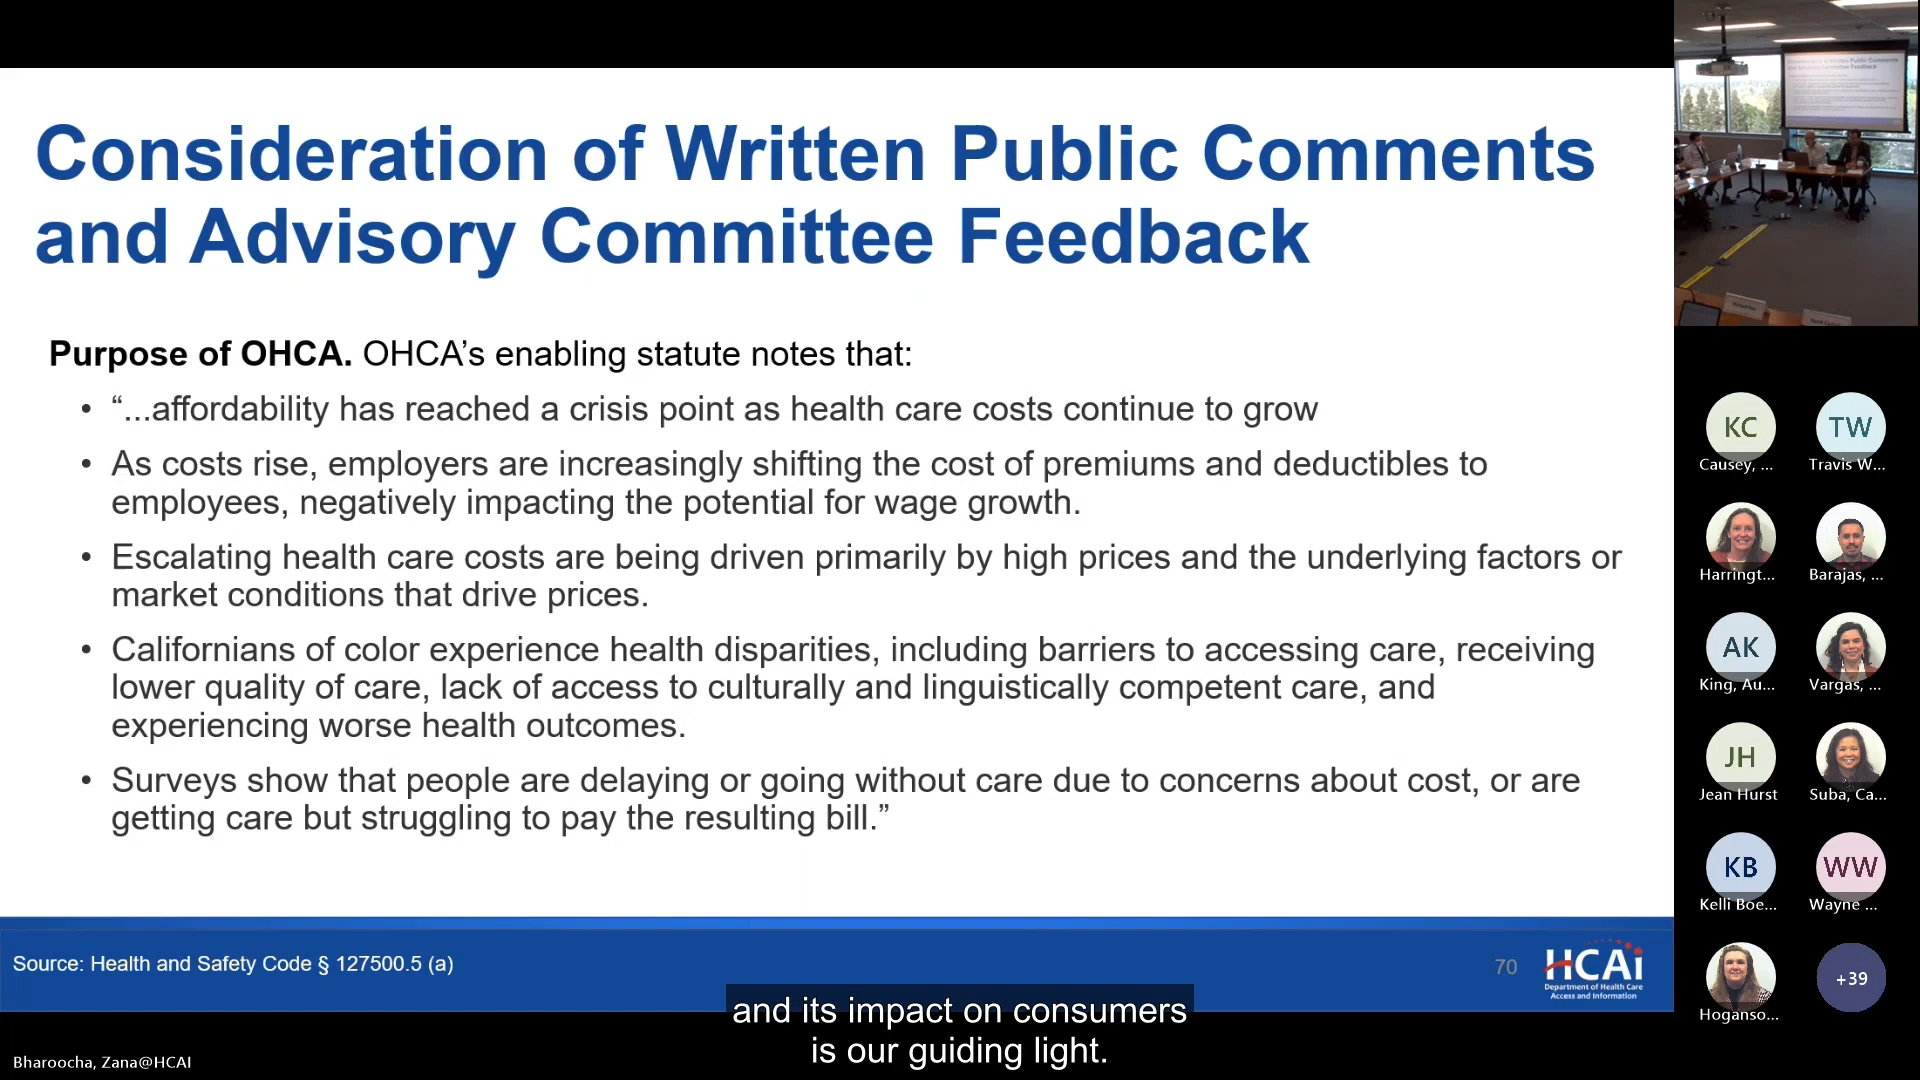 Consideration of Written Public Comments
and Advisory Committee Feedback
Purpose of OHCA. OHCA’s enabling statute notes that:
• “...affordability has reached a crisis point as health care costs continue to grow
• As costs rise, employers are increasingly shifting the cost of premiums and deductibles to
employees, negatively impacting the potential for wage growth.
• Escalating health care costs are being driven primarily by high prices and the underlying factors or
market conditions that drive prices.
• Californians of color experience health disparities, including barriers to accessing care, receiving
lower quality of care, lack of access to culturally and linguistically competent care, and
experiencing worse health outcomes.
• Surveys show that people are delaying or going without care due to concerns about cost, or are
getting care but struggling to pay the resulting bill.”
Source: Health and Safety Code § 127500.5 (a)
70
HCAi
Department of Health Care
Access and Information
and its impact on consumers
is our guiding light.
Bharoocha, Zana@HCAI
Consideration of Written Public Comments
and Advisory Committee Feedback
KC
Causey, ...
TW
Travis W...
Harringt...
Barajas, ...
AK
King, Au...
Vargas, ...
JH
Jean Hurst
Suba, Ca...
KB
Kelli Boe...
WW
Wayne ...
Hoganso...
+39